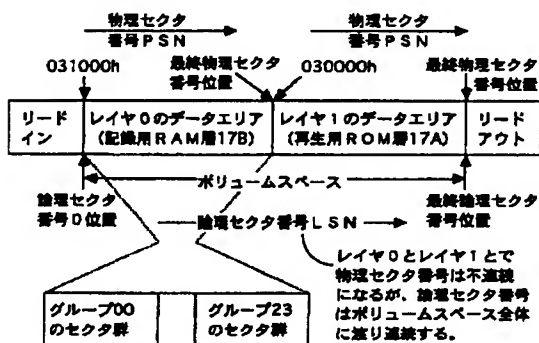 物理セクタ
番号PSN
物理セクタ
番号PSN
031000h
最終物理セクタ
番号位置
030000h
最終物理セクタ
番号位置
リード
イン
レイヤ0のデータエリア
(記録用RAM層17B)
レイヤ1のデータエリア
(再生用ROM層17A)
リード
アウト
ボリュームスペース
論理セクタ
番号0位置
論理セクタ番号LSN
最終論理セクタ
番号位置
レイヤ0とレイヤ1とで
物理セクタ番号は不連続
になるが、論理セクタ番号
はボリュームスペース全体
に渡り連続する。
グループ00
のセクタ群
グループ23
のセクタ群